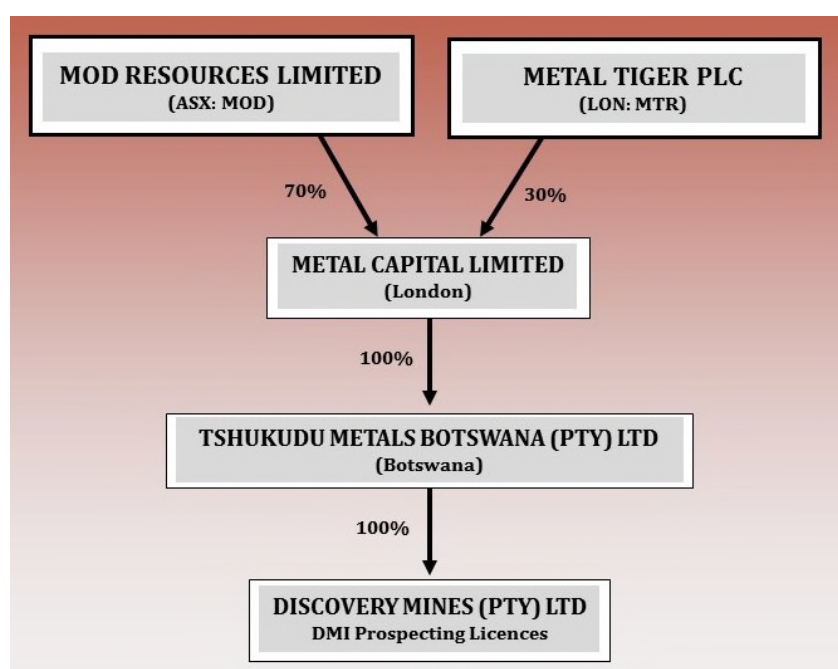 MOD RESOURCES LIMITED
(ASX: MOD)
METAL TIGER PLC
(LON: MTR)
70%
30%
METAL CAPITAL LIMITED
(London)
100%
TSHUKUDU METALS BOTSWANA (PTY) LTD
(Botswana)
100%
DISCOVERY MINES (PTY) LTD
DMI Prospecting Licences